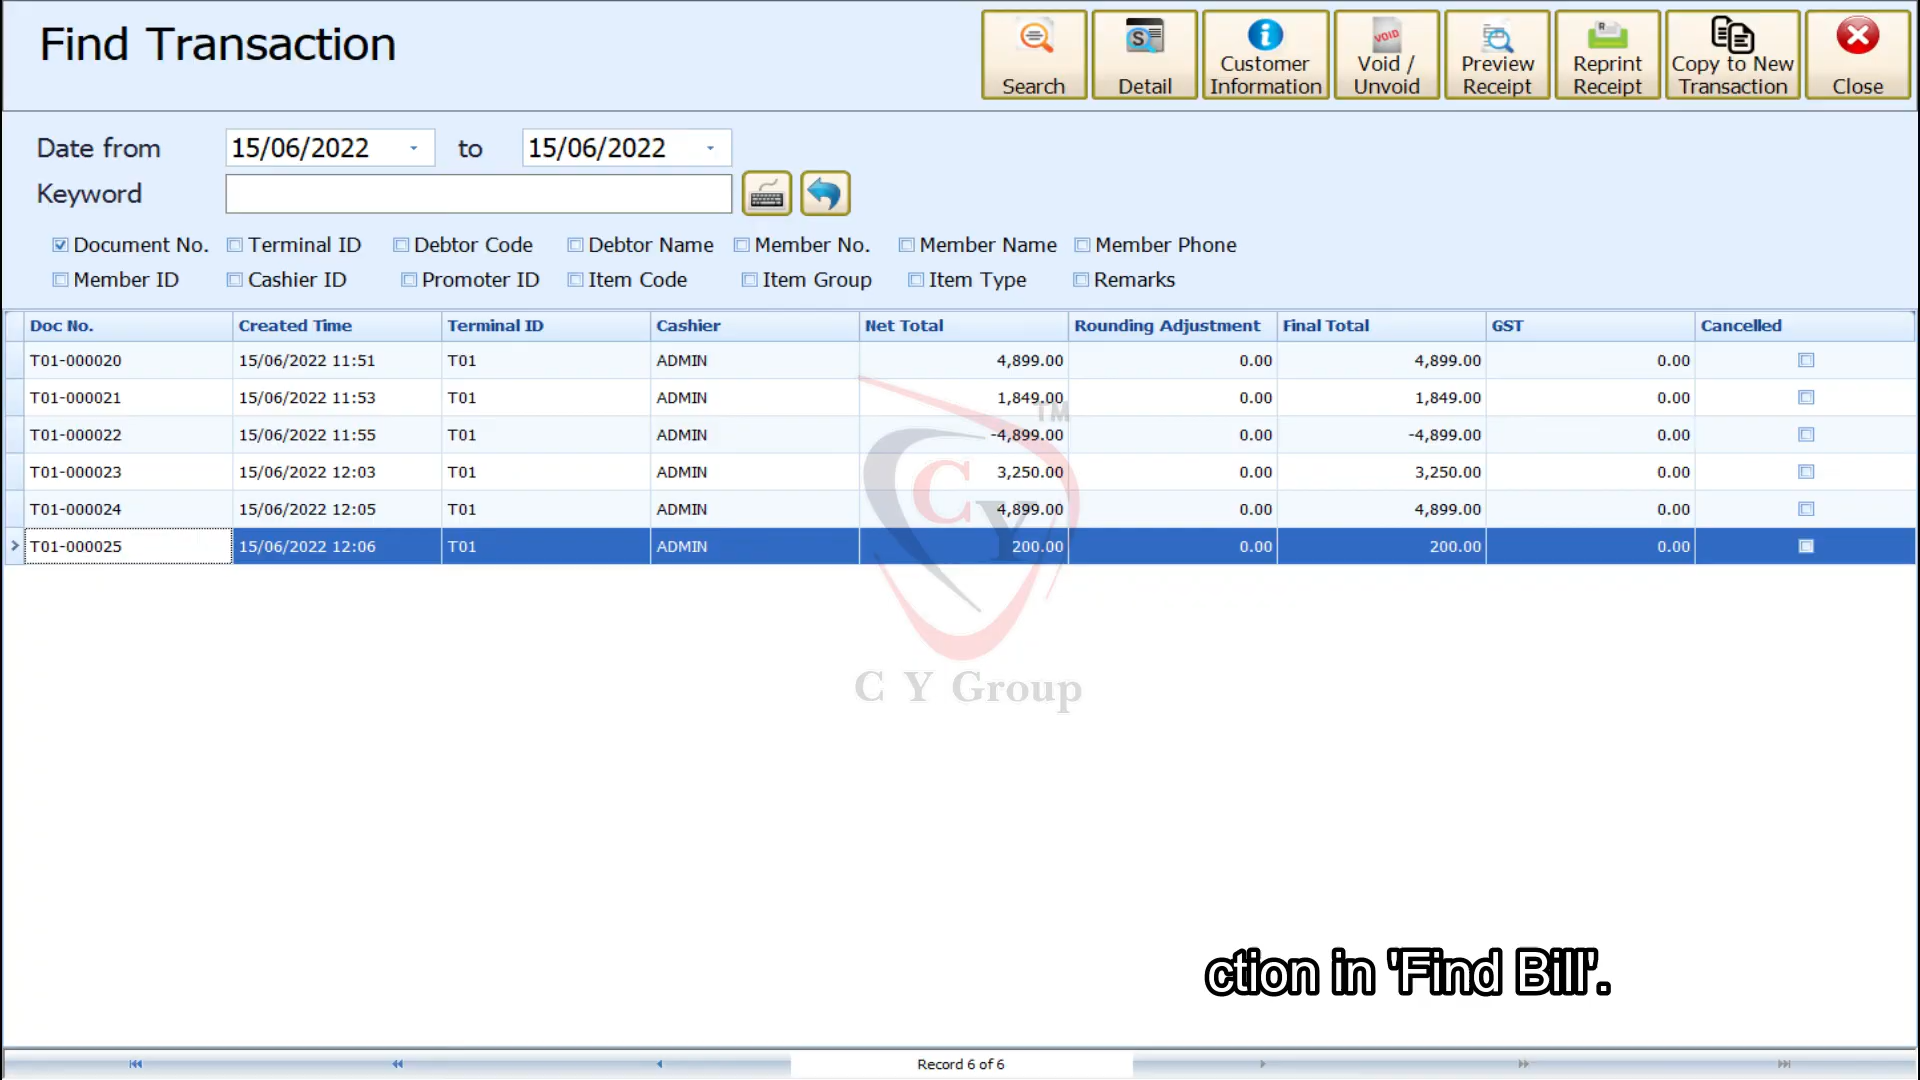 Find Transaction
Search
Detail
Customer
Information
VOID
Void /
Unvoid
Preview
Receipt
R
Reprint
Receipt
Copy to New
Transaction
Close
Date from 15/06/2022 to 15/06/2022
Keyword
Document No. Terminal ID Debtor Code Debtor Name Member No. Member Name Member Phone
Member ID Cashier ID Promoter ID Item Code Item Group Item Type Remarks
Doc No. Created Time Terminal ID Cashier Net Total Rounding Adjustment Final Total GST Cancelled
T01-000020 15/06/2022 11:51 T01 ADMIN 4,899.00 0.00 4,899.00 0.00
T01-000021 15/06/2022 11:53 T01 ADMIN 1,849.00 0.00 1,849.00 0.00
T01-000022 15/06/2022 11:55 T01 ADMIN -4,899.00 0.00 -4,899.00 0.00
T01-000023 15/06/2022 12:03 T01 ADMIN 3,250.00 0.00 3,250.00 0.00
T01-000024 15/06/2022 12:05 T01 ADMIN 4,899.00 0.00 4,899.00 0.00
T01-000025 15/06/2022 12:06 T01 ADMIN 200.00 0.00 200.00 0.00
TM
CY
C Y Group
ction in 'Find Bill'.
Record 6 of 6